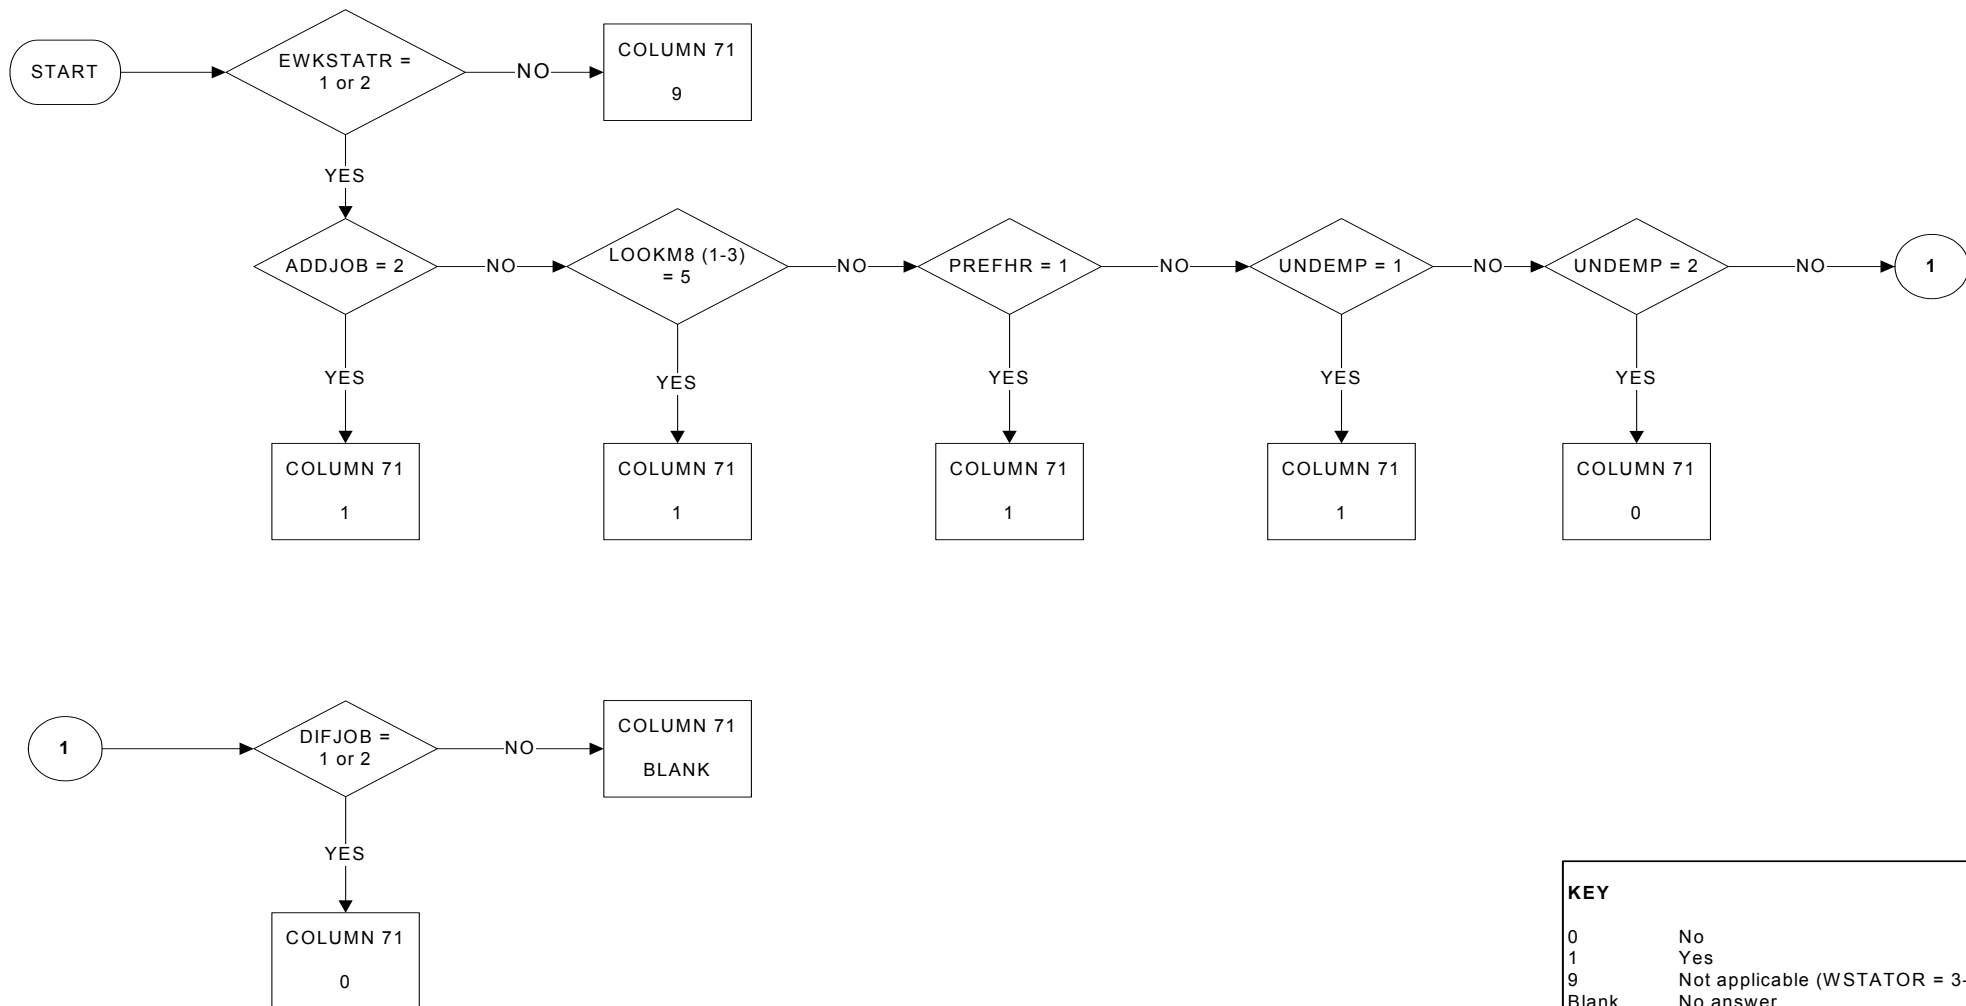 START
EWKSTATR =
1 or 2
NO
COLUMN 71
9
YES
ADDJOB = 2
NO
LOOKM8 (1-3)
= 5
NO
PREFHR = 1
NO
UNDEMP = 1
NO
UNDEMP = 2
NO
1
YES
YES
YES
YES
YES
COLUMN 71
1
COLUMN 71
1
COLUMN 71
1
COLUMN 71
1
COLUMN 71
0
1
DIFJOB =
1 or 2
NO
COLUMN 71
BLANK
YES
COLUMN 71
0
KEY
0 No
1 Yes
9 Not applicable (WSTATOR = 3-
Blank No answer